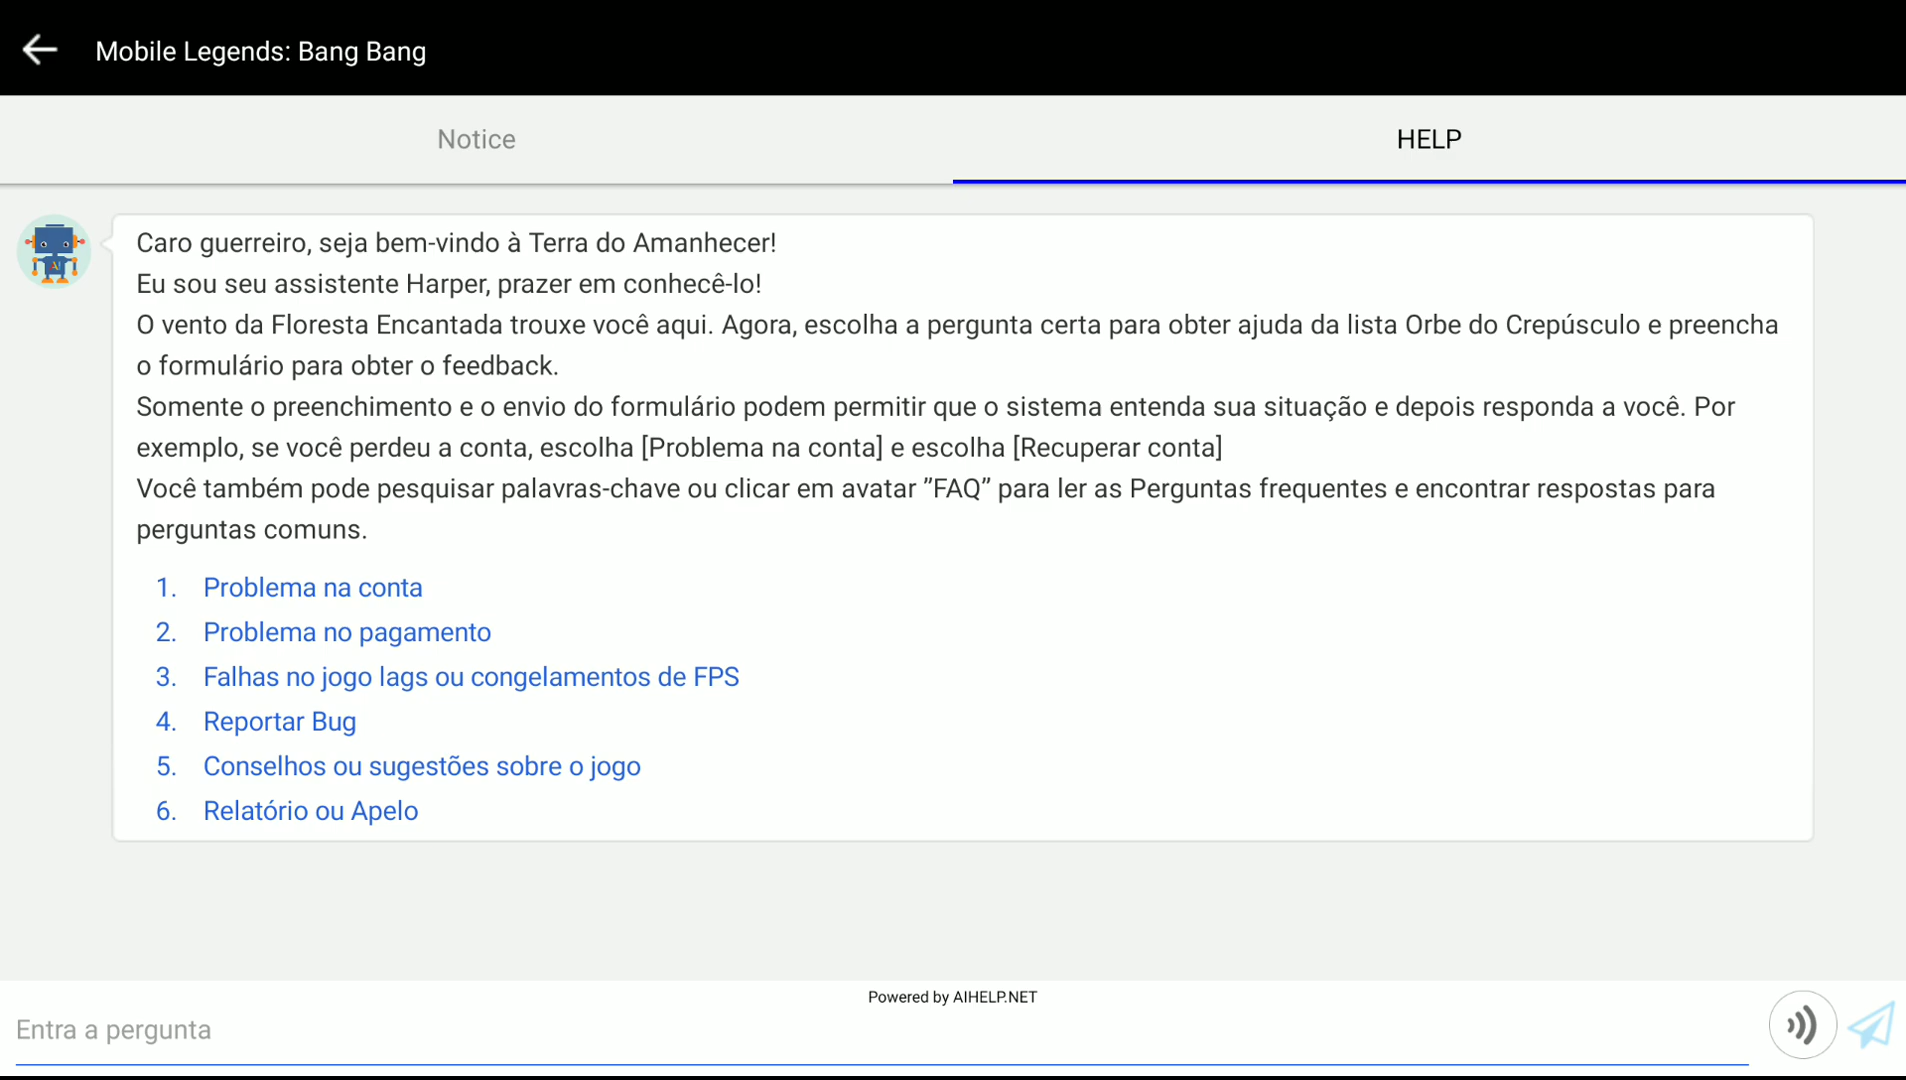 Mobile Legends: Bang Bang
Notice
HELP
Caro guerreiro, seja bem-vindo à Terra do Amanhecer!
Eu sou seu assistente Harper, prazer em conhecê-lo!
O vento da Floresta Encantada trouxe você aqui. Agora, escolha a pergunta certa para obter ajuda da lista Orbe do Crepúsculo e preencha
o formulário para obter o feedback.
Somente o preenchimento e o envio do formulário podem permitir que o sistema entenda sua situação e depois responda a você. Por
exemplo, se você perdeu a conta, escolha [Problema na conta] e escolha [Recuperar conta]
Você também pode pesquisar palavras-chave ou clicar em avatar ”FAQ” para ler as Perguntas frequentes e encontrar respostas para
perguntas comuns.
1. Problema na conta
2. Problema no pagamento
3. Falhas no jogo lags ou congelamentos de FPS
4. Reportar Bug
5. Conselhos ou sugestões sobre o jogo
6. Relatório ou Apelo
Powered by AIHELP.NET
Entra a pergunta